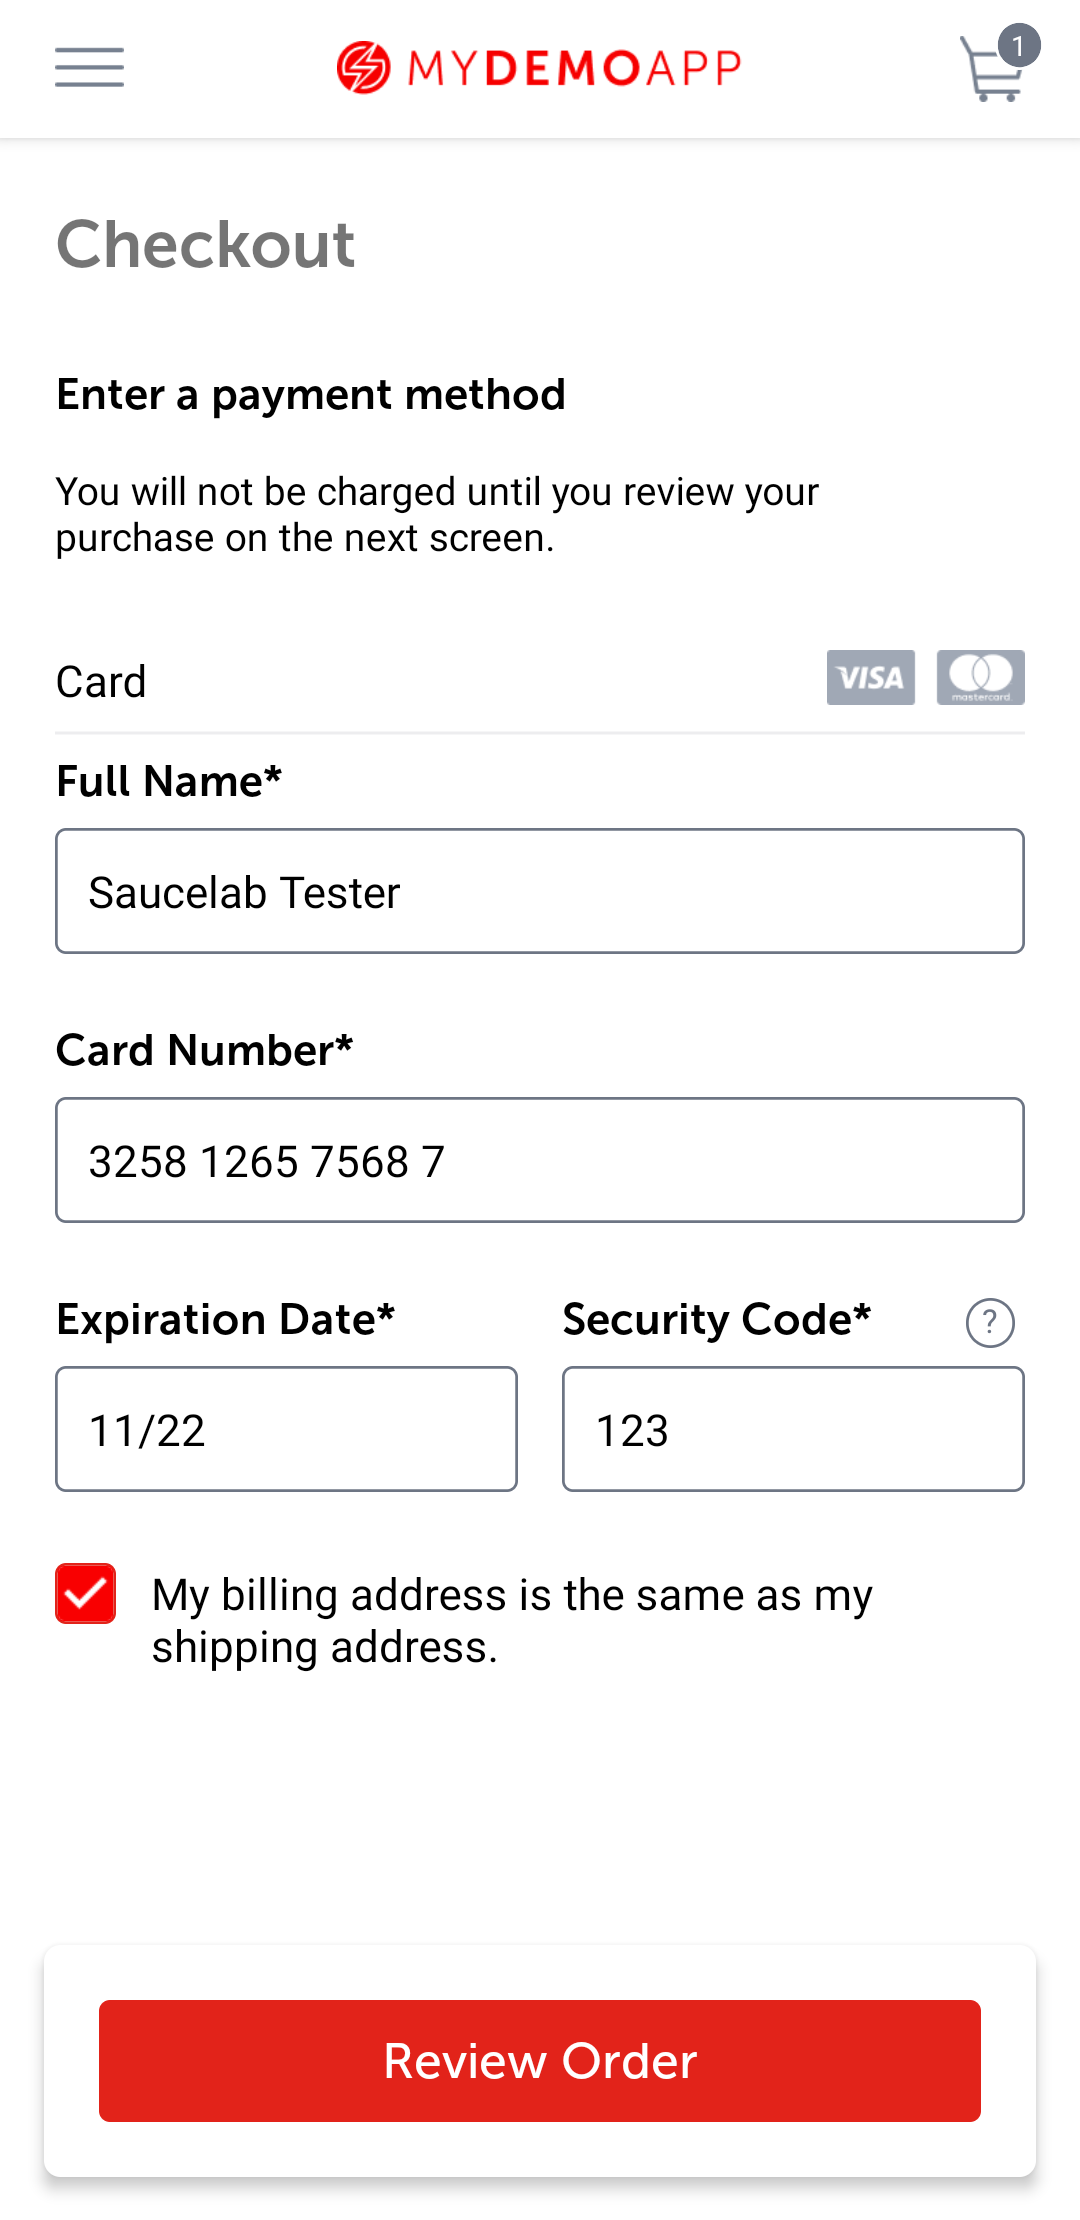 MYDEMOAPP
1
Checkout
Enter a payment method
You will not be charged until you review your
purchase on the next screen.
Card
VISA
mastercard
Full Name*
Saucelab Tester
Card Number*
3258 1265 7568 7
Expiration Date*
Security Code*
?
11/22
123
My billing address is the same as my
shipping address.
Review Order